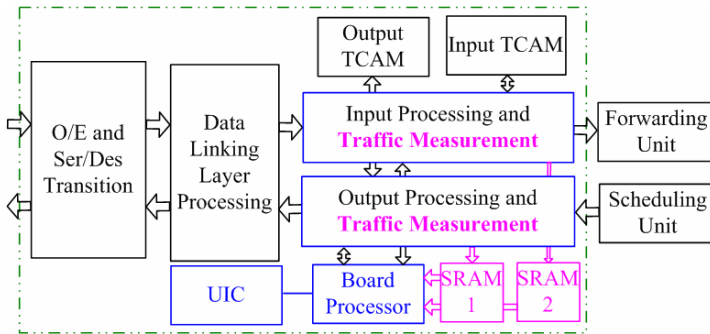 Output
TCAM
Input TCAM
O/E and
Ser/Des
Transition
Data
Linking
Layer
Processing
Input Processing and
Traffic Measurement
Forwarding
Unit
Output Processing and
Traffic Measurement
Scheduling
Unit
UIC
Board
Processor
SRAM
1
SRAM
2